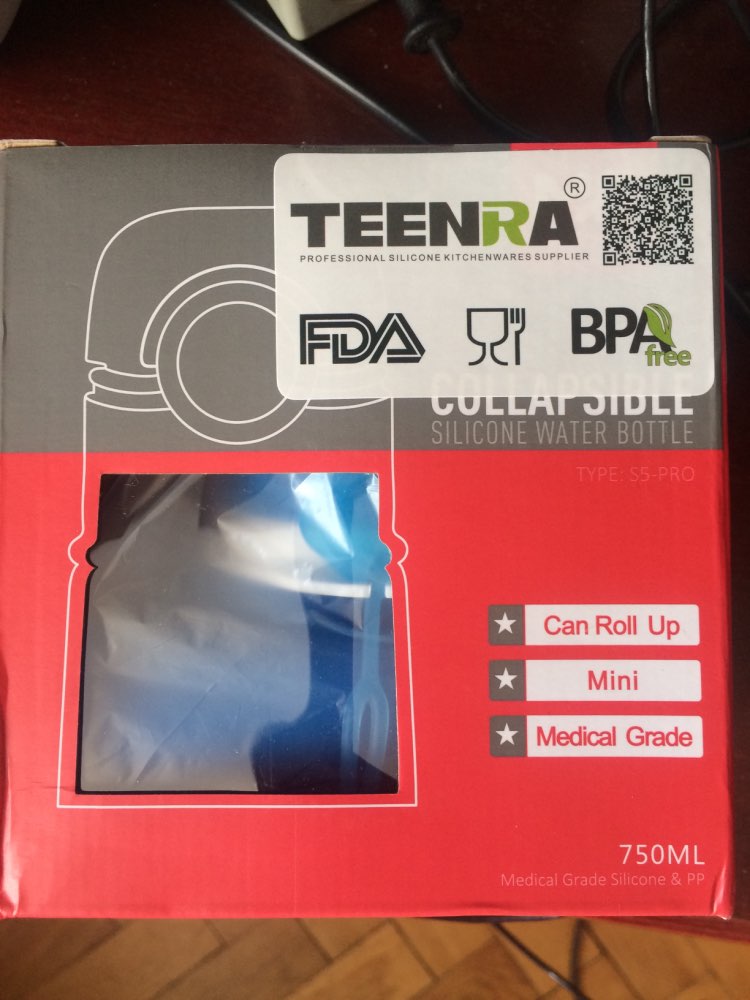 TEENRA ®
PROFESSIONAL SILICONE KITCHENWARES SUPPLIER
FDA
BPA
free
COLLAPSIBLE
SILICONE WATER BOTTLE
TYPE: S5-PRO
Can Roll Up
Mini
Medical Grade
750ML
Medical Grade Silicone & PP